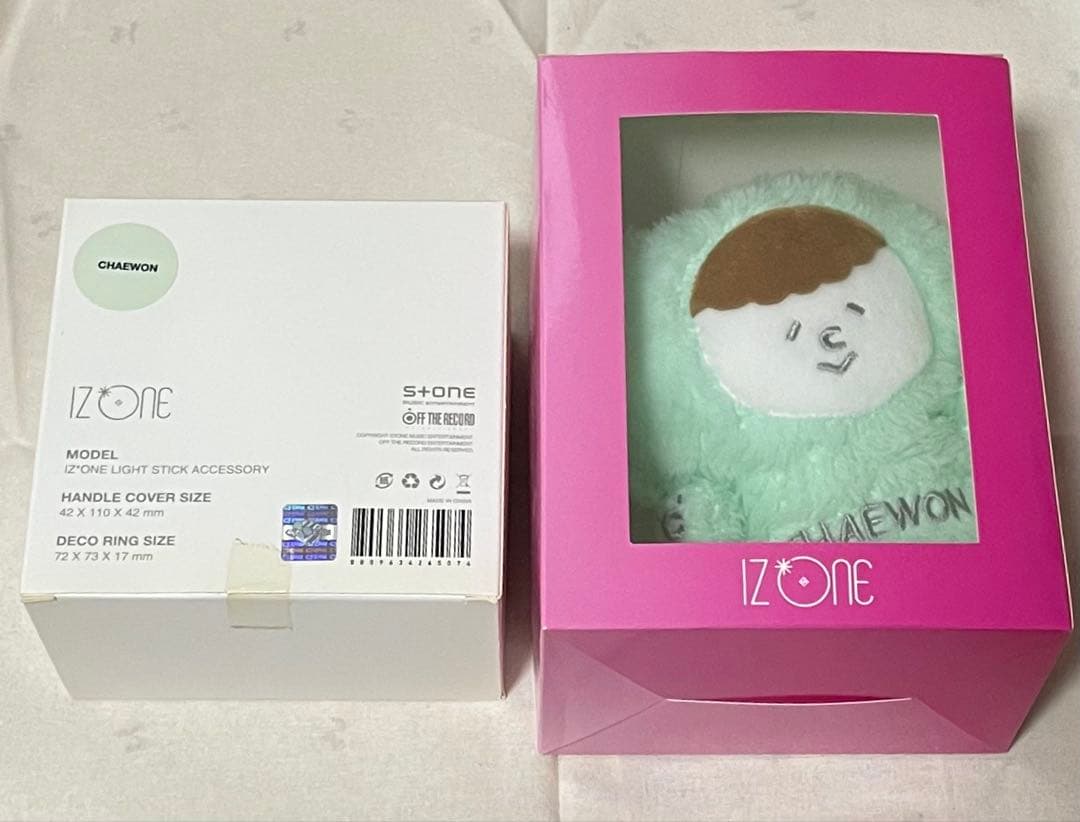 CHAEWON
IZ*ONE
S+ONE
MUSIC ENTERTAINMENT
OFF THE RECORD
COPYRIGHT STONE MUSIC ENTERTAINMENT
OFF THE RECORD ENTERTAINMENT
ALL RIGHTS RESERVED.
MODEL
IZ*ONE LIGHT STICK ACCESSORY
HANDLE COVER SIZE
42 X 110 X 42 mm
DECO RING SIZE
72 X 73 X 17 mm
MADE IN CHINA
8809634265074
CHAEWON
IZ*ONE